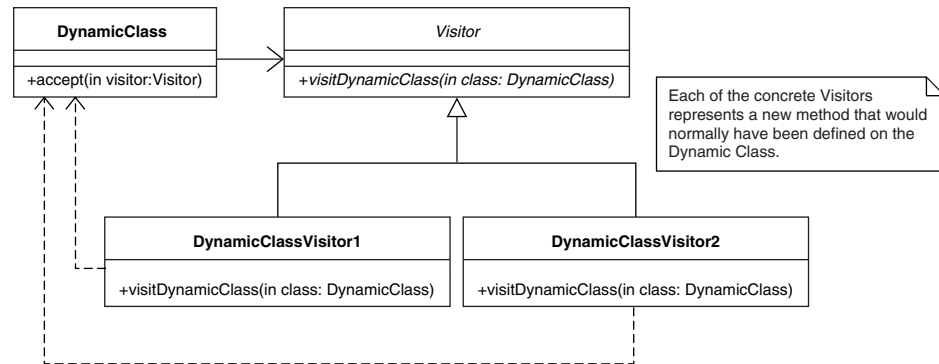 DynamicClass
+accept(in visitor:Visitor)
Visitor
+visitDynamicClass(in class: DynamicClass)
Each of the concrete Visitors
represents a new method that would
normally have been defined on the
Dynamic Class.
DynamicClassVisitor1
+visitDynamicClass(in class: DynamicClass)
DynamicClassVisitor2
+visitDynamicClass(in class: DynamicClass)